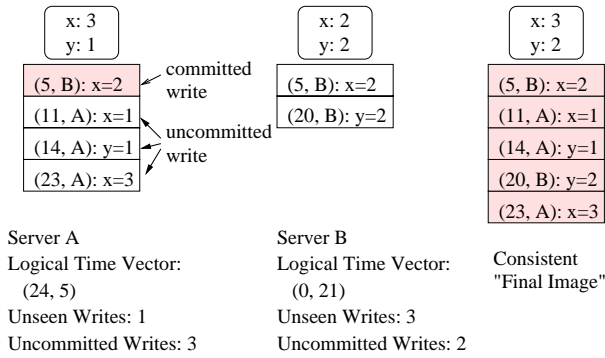 x: 3
y: 1
(5, B): x=2
(11, A): x=1
(14, A): y=1
(23, A): x=3
committed
write
uncommitted
write
Server A
Logical Time Vector:
(24, 5)
Unseen Writes: 1
Uncommitted Writes: 3
x: 2
y: 2
(5, B): x=2
(20, B): y=2
Server B
Logical Time Vector:
(0, 21)
Unseen Writes: 3
Uncommitted Writes: 2
x: 3
y: 2
(5, B): x=2
(11, A): x=1
(14, A): y=1
(20, B): y=2
(23, A): x=3
Consistent
"Final Image"